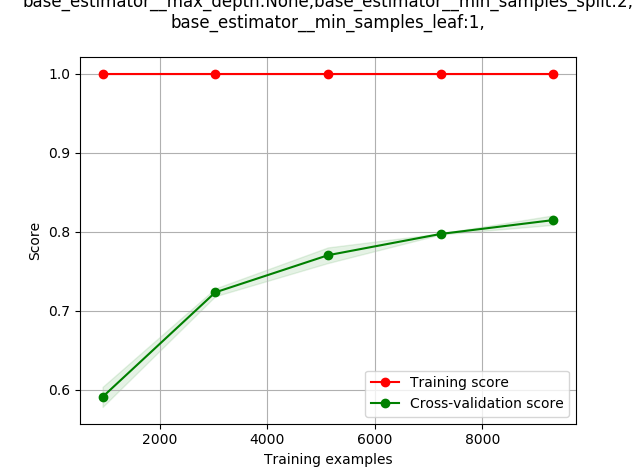 base_estimator__max_depth:None,base_estimator__min_samples_split:2,
base_estimator__min_samples_leaf:1,
1.0
0.9
0.8
0.7
0.6
Score
Training score
Cross-validation score
2000 4000 6000 8000
Training examples